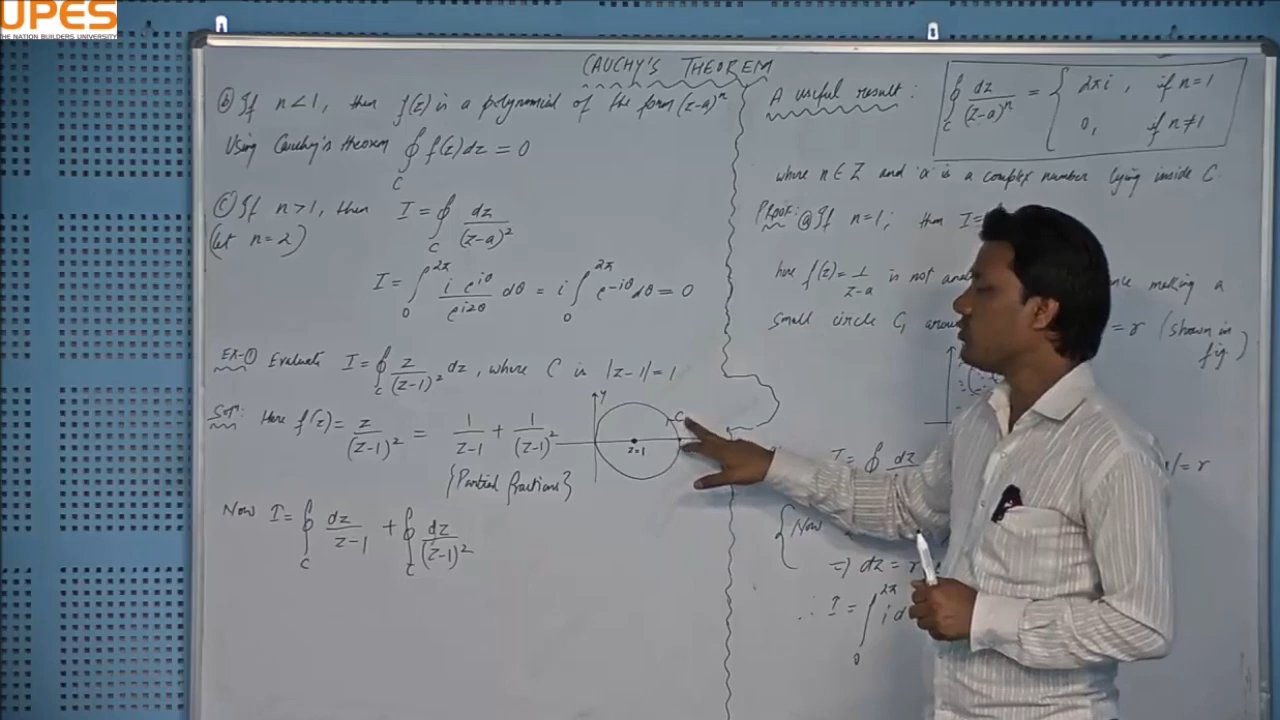 UPES
THE NATION BUILDERS UNIVERSITY
CAUCHY'S THEOREM
(b) If n<1, then f(z) is a polynomial of the form (z-a)^n
Using Cauchy's theorem ∮_C f(z)dz = 0
(c) If n>1, then I = ∮_C dz/(z-a)^2
(let n=2)
I = ∫_0^{2π} i e^{iθ}/e^{i2θ} dθ = i ∫_0^{2π} e^{-iθ} dθ = 0
EX-① Evaluate I = ∮_C z/(z-1)^2 dz, where C is |z-1|=1
Sol^n: Here f(z) = z/(z-1)^2 = 1/(z-1) + 1/(z-1)^2
{Partial fractions}
y
C
z=1
Now I = ∮_C dz/(z-1) + ∮_C dz/(z-1)^2
A useful result: ∮_C dz/(z-a)^n = { 2πi, if n=1
0, if n≠1
where n∈Z and 'a' is a complex number lying inside C.
Proof: (a) If n=1, then I=
here f(z) = 1/(z-a) is not making a
small circle C₁ = r (shown in
fig)
I = ∮ dz = r
{Now
=> dz = r
∴ I = ∫_0^{2π} i d